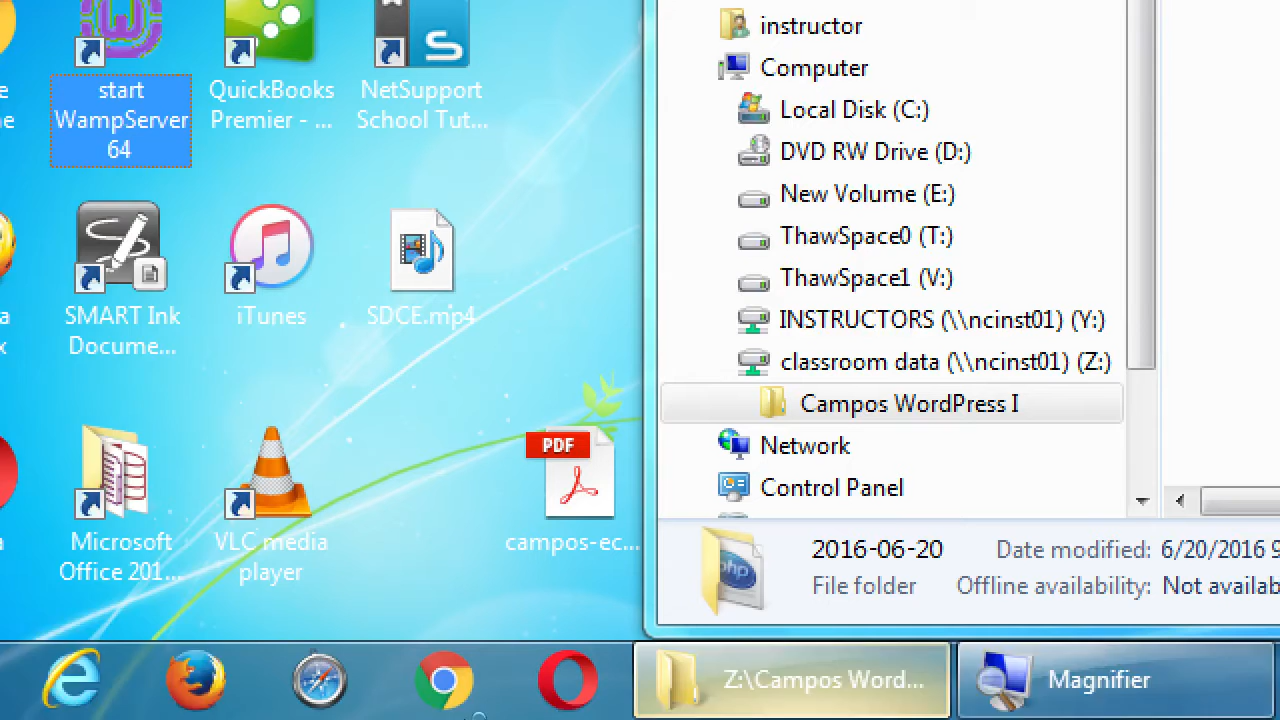 start
WampServer
64
QuickBooks
Premier - ...
NetSupport
School Tut...
SMART Ink
Docume...
iTunes
SDCE.mp4
Microsoft
Office 201...
VLC media
player
PDF
campos-ec...
instructor
Computer
Local Disk (C:)
DVD RW Drive (D:)
New Volume (E:)
ThawSpace0 (T:)
ThawSpace1 (V:)
INSTRUCTORS (\\ncinst01) (Y:)
classroom data (\\ncinst01) (Z:)
Campos WordPress I
Network
Control Panel
php
2016-06-20 Date modified: 6/20/2016
File folder Offline availability: Not availab
Z:\Campos Word...
Magnifier